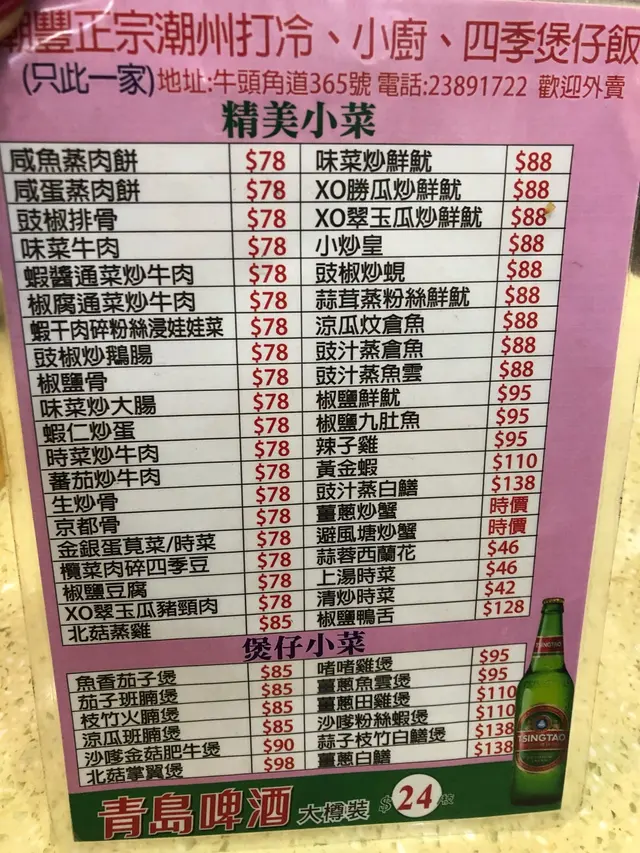 潮豐正宗潮州打冷、小廚、四季煲仔飯
(只此一家)地址:牛頭角道365號 電話:23891722 歡迎外賣
精美小菜
咸魚蒸肉餅 $78 味菜炒鮮魷 $88
咸蛋蒸肉餅 $78 XO勝瓜炒鮮魷 $88
豉椒排骨 $78 XO翠玉瓜炒鮮魷 $88
味菜牛肉 $78 小炒皇 $88
蝦醬通菜炒牛肉 $78 豉椒炒蜆 $88
椒腐通菜炒牛肉 $78 蒜茸蒸粉絲鮮魷 $88
蝦干肉碎粉絲浸娃娃菜 $78 涼瓜炆倉魚 $88
豉椒炒鵝腸 $78 豉汁蒸倉魚 $88
椒鹽骨 $78 豉汁蒸魚雲 $88
味菜炒大腸 $78 椒鹽鮮魷 $95
蝦仁炒蛋 $78 椒鹽九肚魚 $95
時菜炒牛肉 $78 辣子雞 $95
蕃茄炒牛肉 $78 黃金蝦 $110
生炒骨 $78 豉汁蒸白鱔 $138
京都骨 $78 薑蔥炒蟹 時價
金銀蛋莧菜/時菜 $78 避風塘炒蟹 時價
欖菜肉碎四季豆 $78 蒜蓉西蘭花 $46
椒鹽豆腐 $78 上湯時菜 $46
XO翠玉瓜豬頸肉 $78 清炒時菜 $42
北菇蒸雞 $85 椒鹽鴨舌 $128
煲仔小菜
魚香茄子煲 $85 啫啫雞煲 $95
茄子班腩煲 $85 薑蔥魚雲煲 $95
枝竹火腩煲 $85 薑蔥田雞煲 $110
涼瓜班腩煲 $85 沙嗲粉絲蝦煲 $110
沙嗲金菇肥牛煲 $90 蒜子枝竹白鱔煲 $138
北菇掌翼煲 $98 薑蔥白鱔 $138
TSINGTAO
TSINGTAO
青島啤酒 大樽裝 $24